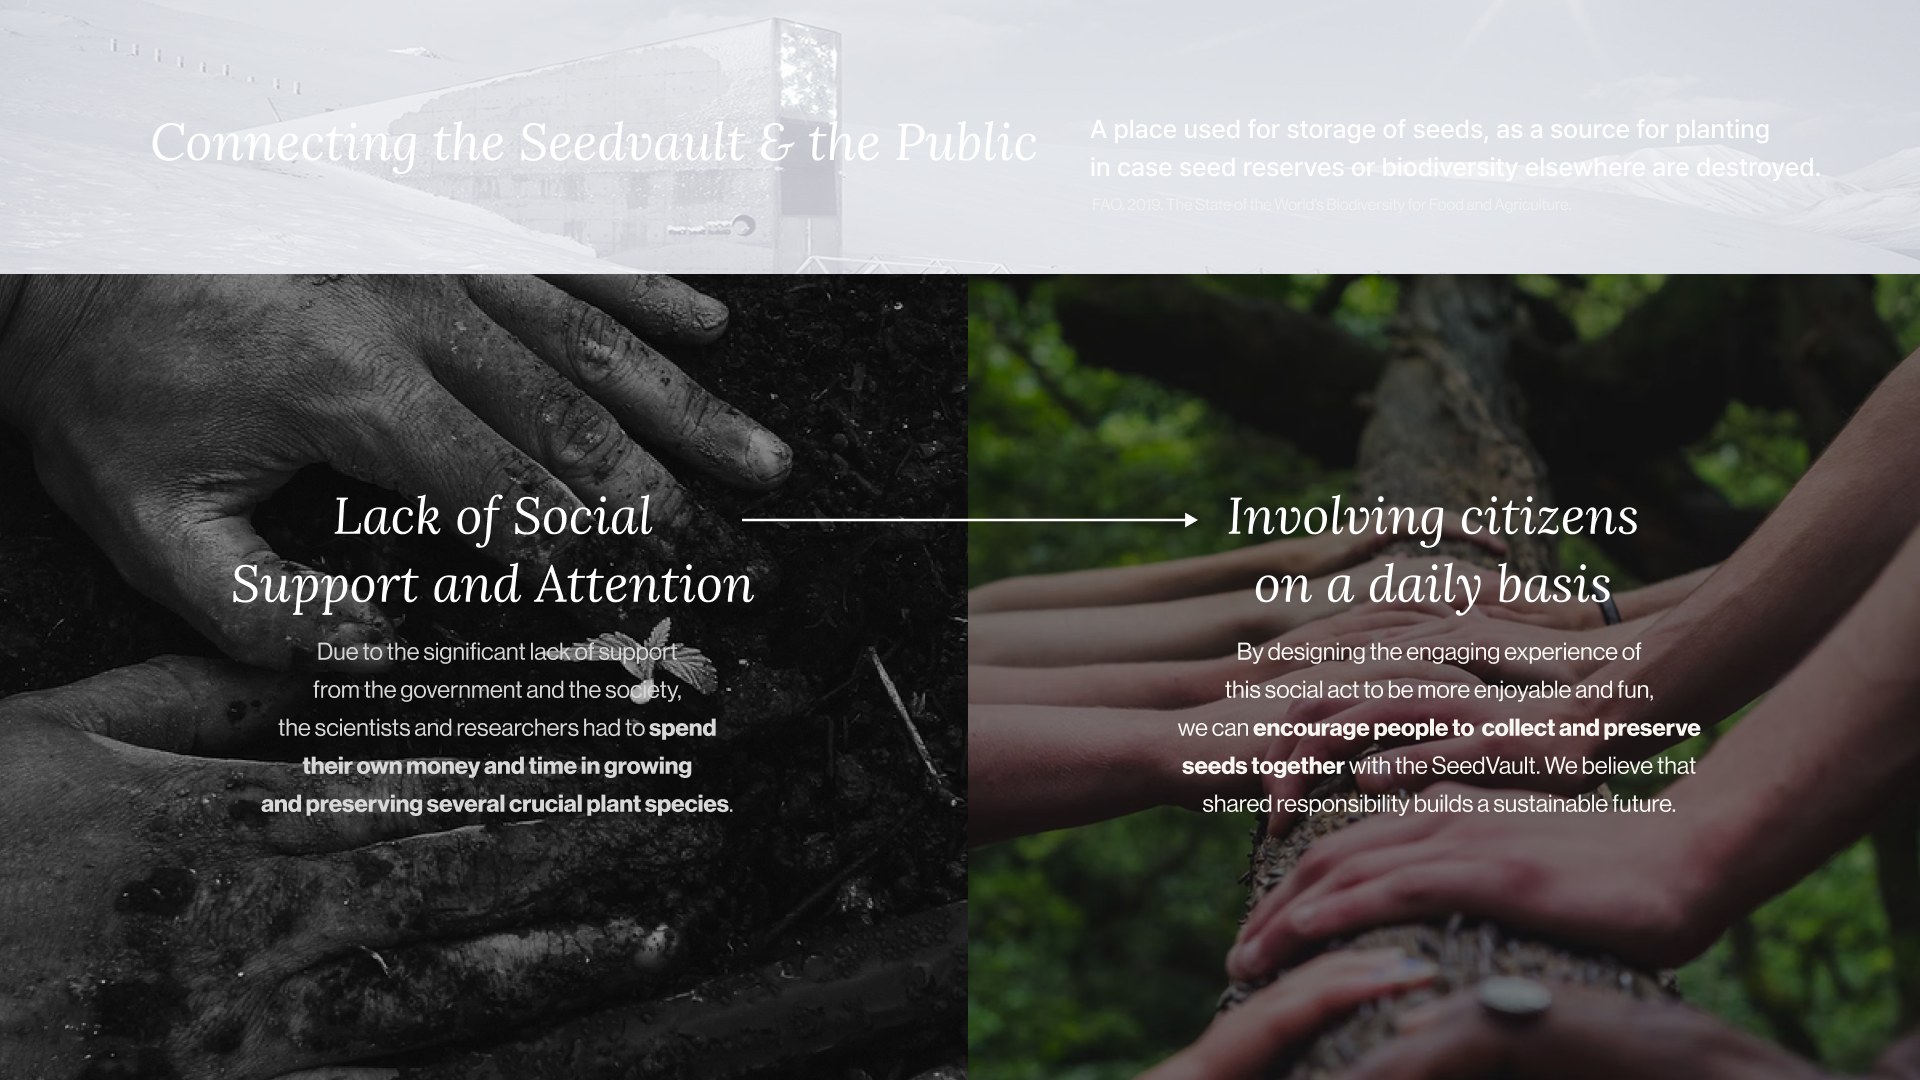 Connecting the Seedvault & the Public
A place used for storage of seeds, as a source for planting
in case seed reserves or biodiversity elsewhere are destroyed.
FAO. 2019. The State of the World's Biodiversity for Food and Agriculture.
Lack of Social
Support and Attention
Due to the significant lack of support
from the government and the society,
the scientists and researchers had to spend
their own money and time in growing
and preserving several crucial plant species.
Involving citizens
on a daily basis
By designing the engaging experience of
this social act to be more enjoyable and fun,
we can encourage people to collect and preserve
seeds together with the SeedVault. We believe that
shared responsibility builds a sustainable future.